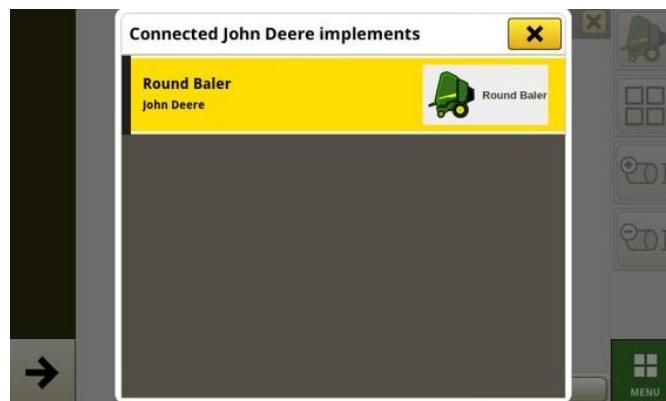 Connected John Deere implements
Round Baler
John Deere
Round Baler
MENU